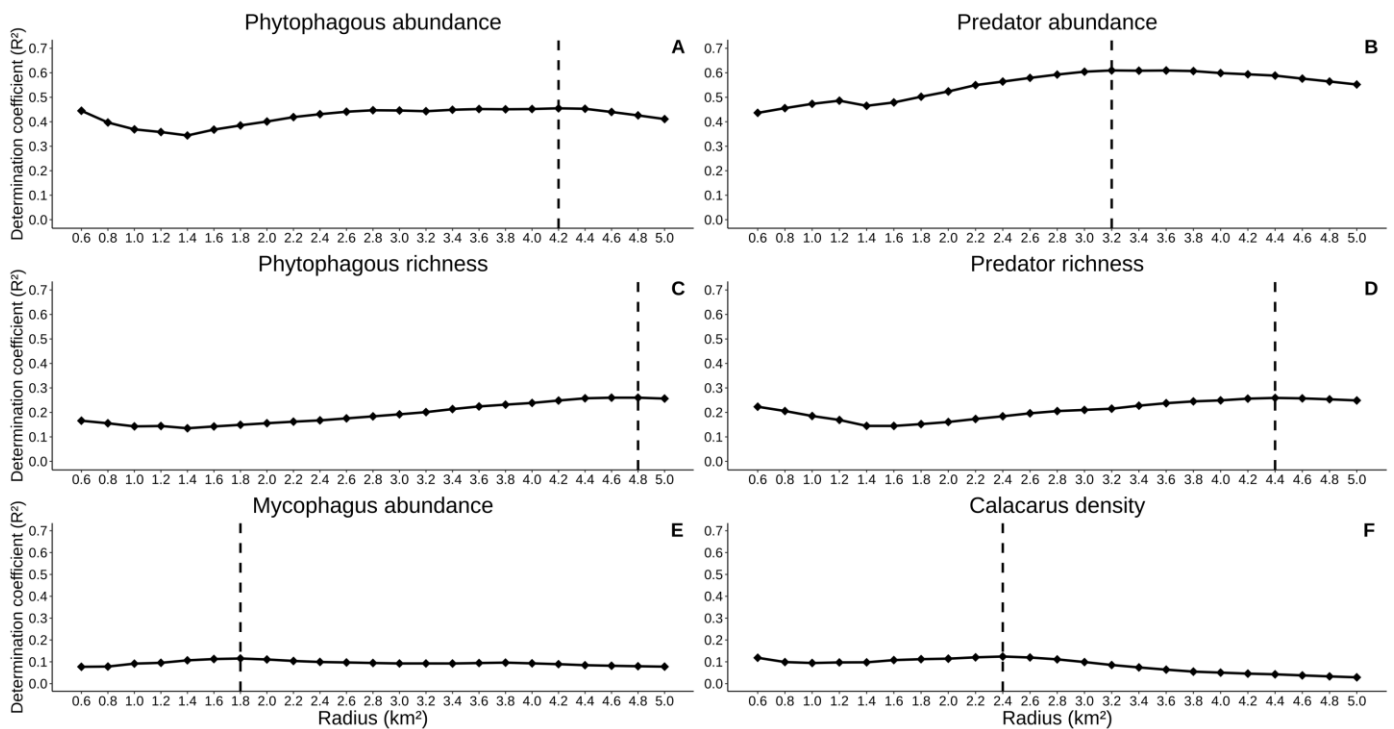 Phytophagous abundance
A
Determination coefficient (R²)
0.7
0.6
0.5
0.4
0.3
0.2
0.1
0.0
0.6 0.8 1.0 1.2 1.4 1.6 1.8 2.0 2.2 2.4 2.6 2.8 3.0 3.2 3.4 3.6 3.8 4.0 4.2 4.4 4.6 4.8 5.0
Predator abundance
B
0.7
0.6
0.5
0.4
0.3
0.2
0.1
0.0
0.6 0.8 1.0 1.2 1.4 1.6 1.8 2.0 2.2 2.4 2.6 2.8 3.0 3.2 3.4 3.6 3.8 4.0 4.2 4.4 4.6 4.8 5.0
Phytophagous richness
C
Determination coefficient (R²)
0.7
0.6
0.5
0.4
0.3
0.2
0.1
0.0
0.6 0.8 1.0 1.2 1.4 1.6 1.8 2.0 2.2 2.4 2.6 2.8 3.0 3.2 3.4 3.6 3.8 4.0 4.2 4.4 4.6 4.8 5.0
Predator richness
D
0.7
0.6
0.5
0.4
0.3
0.2
0.1
0.0
0.6 0.8 1.0 1.2 1.4 1.6 1.8 2.0 2.2 2.4 2.6 2.8 3.0 3.2 3.4 3.6 3.8 4.0 4.2 4.4 4.6 4.8 5.0
Mycophagus abundance
E
Determination coefficient (R²)
0.7
0.6
0.5
0.4
0.3
0.2
0.1
0.0
0.6 0.8 1.0 1.2 1.4 1.6 1.8 2.0 2.2 2.4 2.6 2.8 3.0 3.2 3.4 3.6 3.8 4.0 4.2 4.4 4.6 4.8 5.0
Radius (km²)
Calacarus density
F
0.7
0.6
0.5
0.4
0.3
0.2
0.1
0.0
0.6 0.8 1.0 1.2 1.4 1.6 1.8 2.0 2.2 2.4 2.6 2.8 3.0 3.2 3.4 3.6 3.8 4.0 4.2 4.4 4.6 4.8 5.0
Radius (km²)